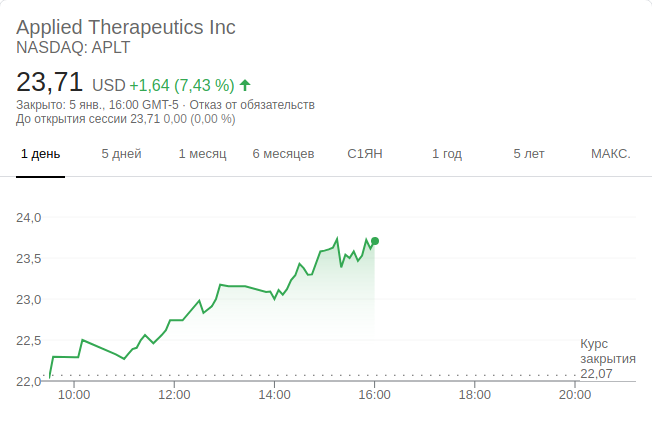 Applied Therapeutics Inc
NASDAQ: APLT
23,71 USD +1,64 (7,43 %)
Закрыто: 5 янв., 16:00 GMT-5 · Отказ от обязательств
До открытия сессии 23,71 0,00 (0,00 %)
1 день 5 дней 1 месяц 6 месяцев С1ЯН 1 год 5 лет МАКС.
24,0
23,5
23,0
22,5
22,0
Курс
закрытия
22,07
10:00 12:00 14:00 16:00 18:00 20:00